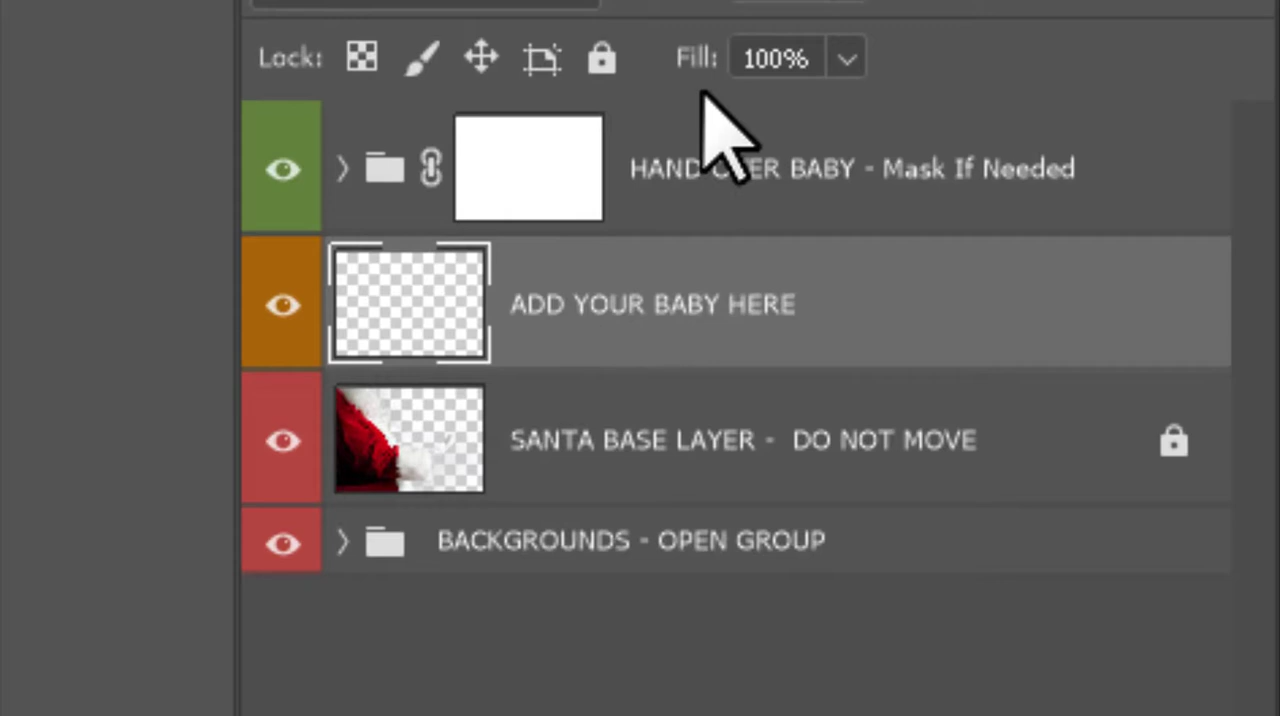 Lock: Fill: 100%
HAND OVER BABY - Mask If Needed
ADD YOUR BABY HERE
SANTA BASE LAYER - DO NOT MOVE
BACKGROUNDS - OPEN GROUP